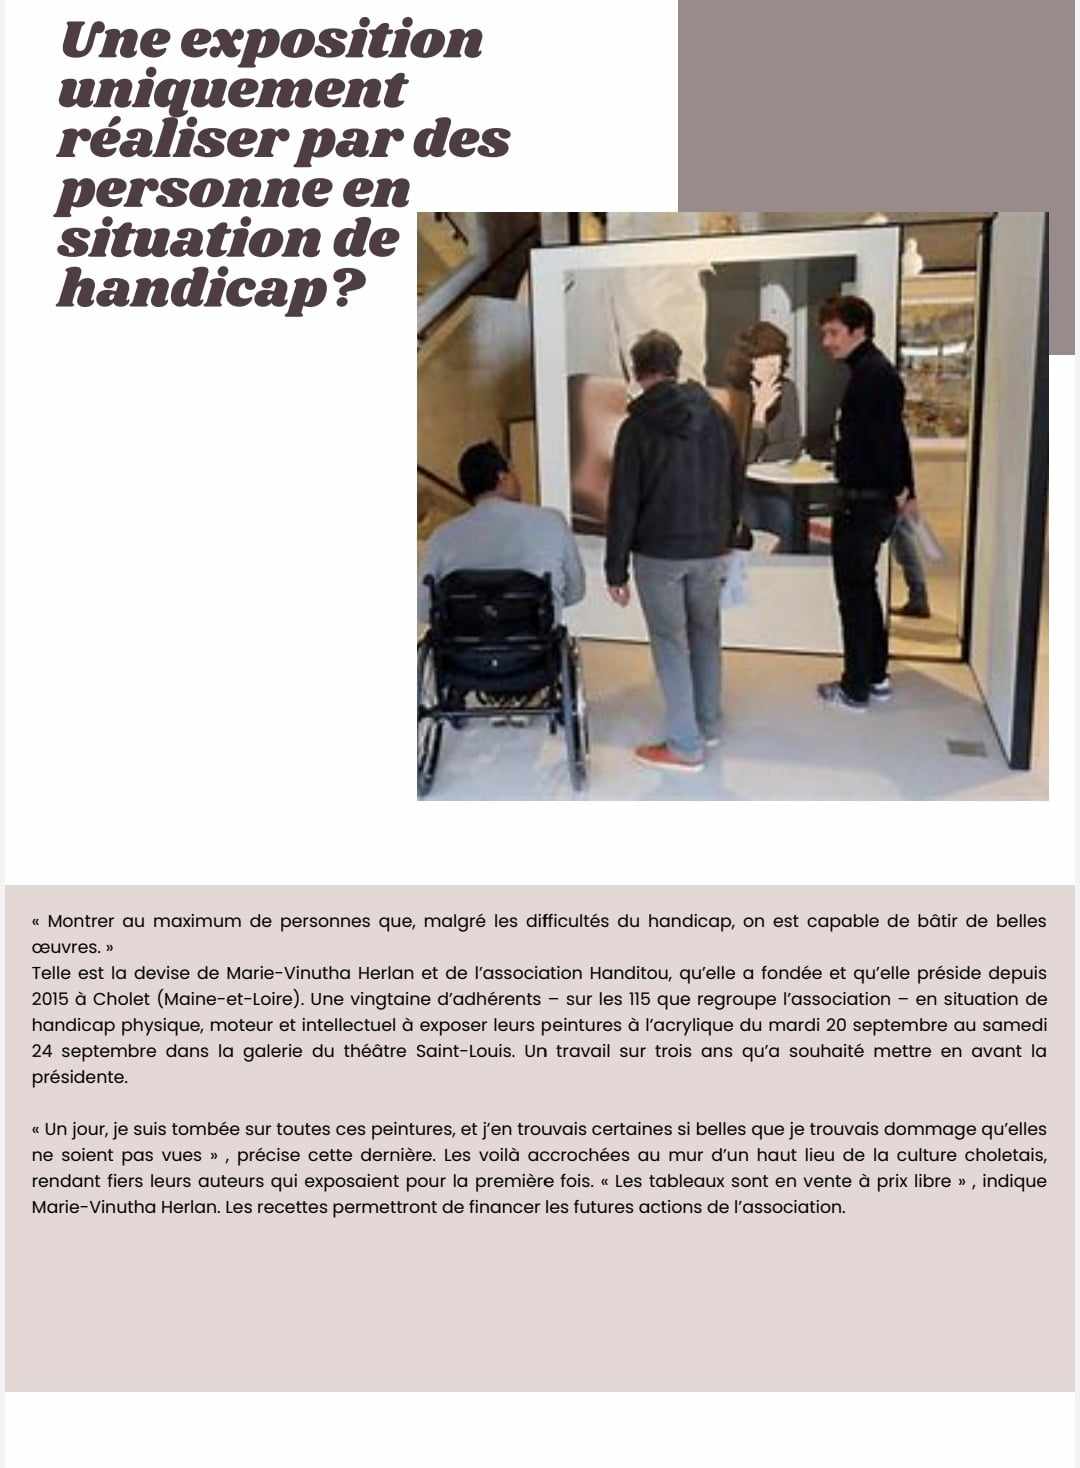 Une exposition
uniquement
réaliser par des
personne en
situation de
handicap?
« Montrer au maximum de personnes que, malgré les difficultés du handicap, on est capable de bâtir de belles
œuvres. »
Telle est la devise de Marie-Vinutha Herlan et de l'association Handitou, qu'elle a fondée et qu'elle préside depuis
2015 à Cholet (Maine-et-Loire). Une vingtaine d'adhérents – sur les 115 que regroupe l'association – en situation de
handicap physique, moteur et intellectuel à exposer leurs peintures à l'acrylique du mardi 20 septembre au samedi
24 septembre dans la galerie du théâtre Saint-Louis. Un travail sur trois ans qu'a souhaité mettre en avant la
présidente.
« Un jour, je suis tombée sur toutes ces peintures, et j'en trouvais certaines si belles que je trouvais dommage qu'elles
ne soient pas vues » , précise cette dernière. Les voilà accrochées au mur d'un haut lieu de la culture choletais,
rendant fiers leurs auteurs qui exposaient pour la première fois. « Les tableaux sont en vente à prix libre » , indique
Marie-Vinutha Herlan. Les recettes permettront de financer les futures actions de l'association.